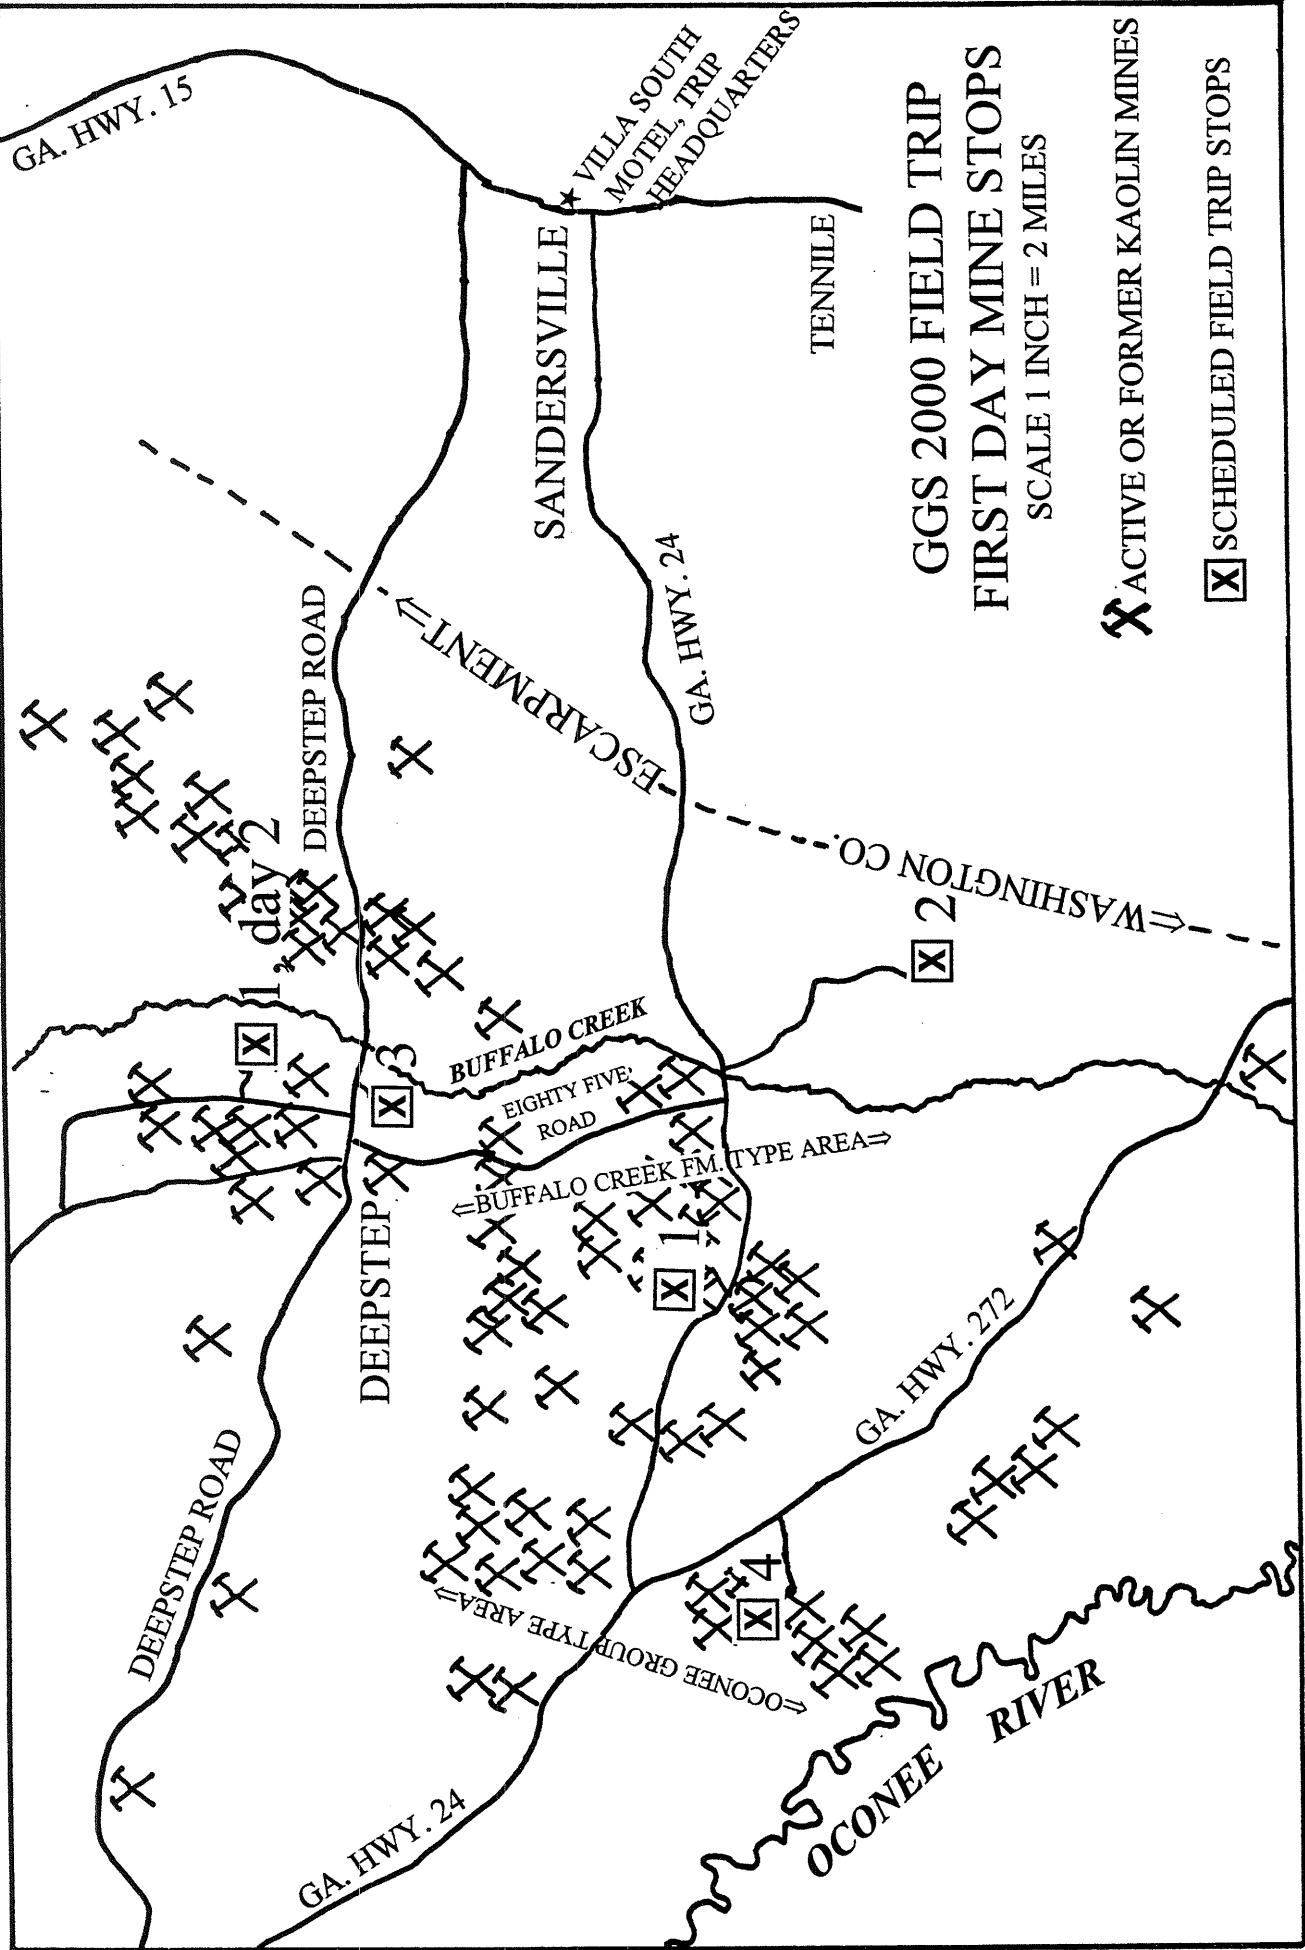 GA. HWY. 15
VILLA SOUTH
MOTEL, TRIP
HEADQUARTERS
SANDERSVILLE
TENNILE
DEEPSTEP ROAD
GA. HWY. 24
⇐WASHINGTON CO. ESCARPMENT⇒
1, day 2
3
2
BUFFALO CREEK
EIGHTY FIVE
ROAD
⇐BUFFALO CREEK FM. TYPE AREA⇒
DEEPSTEP
1
GA. HWY. 272
DEEPSTEP ROAD
4
⇐OCONEE GROUP TYPE AREA⇒
GA. HWY. 24
OCONEE RIVER
GGS 2000 FIELD TRIP
FIRST DAY MINE STOPS
SCALE 1 INCH = 2 MILES
ACTIVE OR FORMER KAOLIN MINES
X SCHEDULED FIELD TRIP STOPS